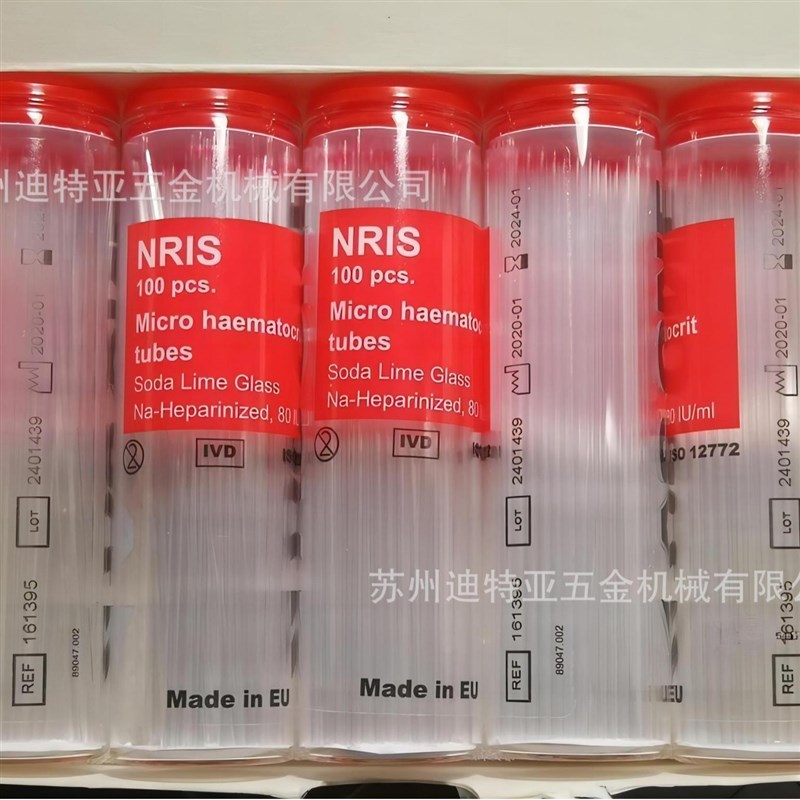 州迪特亚五金机械有限公司
NRIS
100 pcs.
Micro haematoc
tubes
Soda Lime Glass
Na-Heparinized, 80 IU
IVD
Made in EU
NRIS
100 pcs.
Micro haematoc
tubes
Soda Lime Glass
Na-Heparinized, 80 I
IVD
Made in EU
REF 161395
LOT 2401439
2020-01
89047.002
REF 161395
LOT 2401439
2020-01
2024-01
89047.002
ocrit
80 IU/ml
ISO 12772
EU
REF 161395
LOT 2401439
2020-01
2024-01
苏州迪特亚五金机械有限公